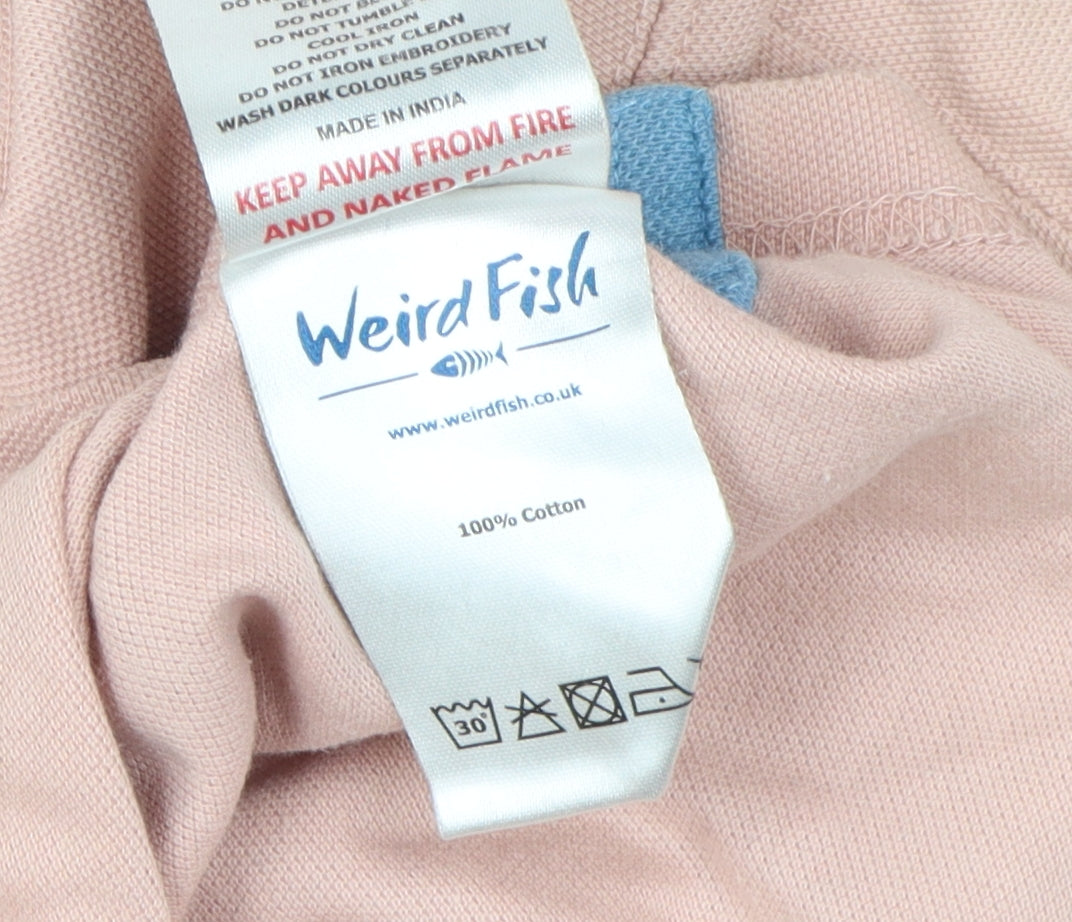 DO NOT TUMBLE
COOL IRON
DO NOT DRY CLEAN
DO NOT IRON EMBROIDERY
WASH DARK COLOURS SEPARATELY
MADE IN INDIA
KEEP AWAY FROM FIRE
AND NAKED FLAME
Weird Fish
www.weirdfish.co.uk
100% Cotton
30°